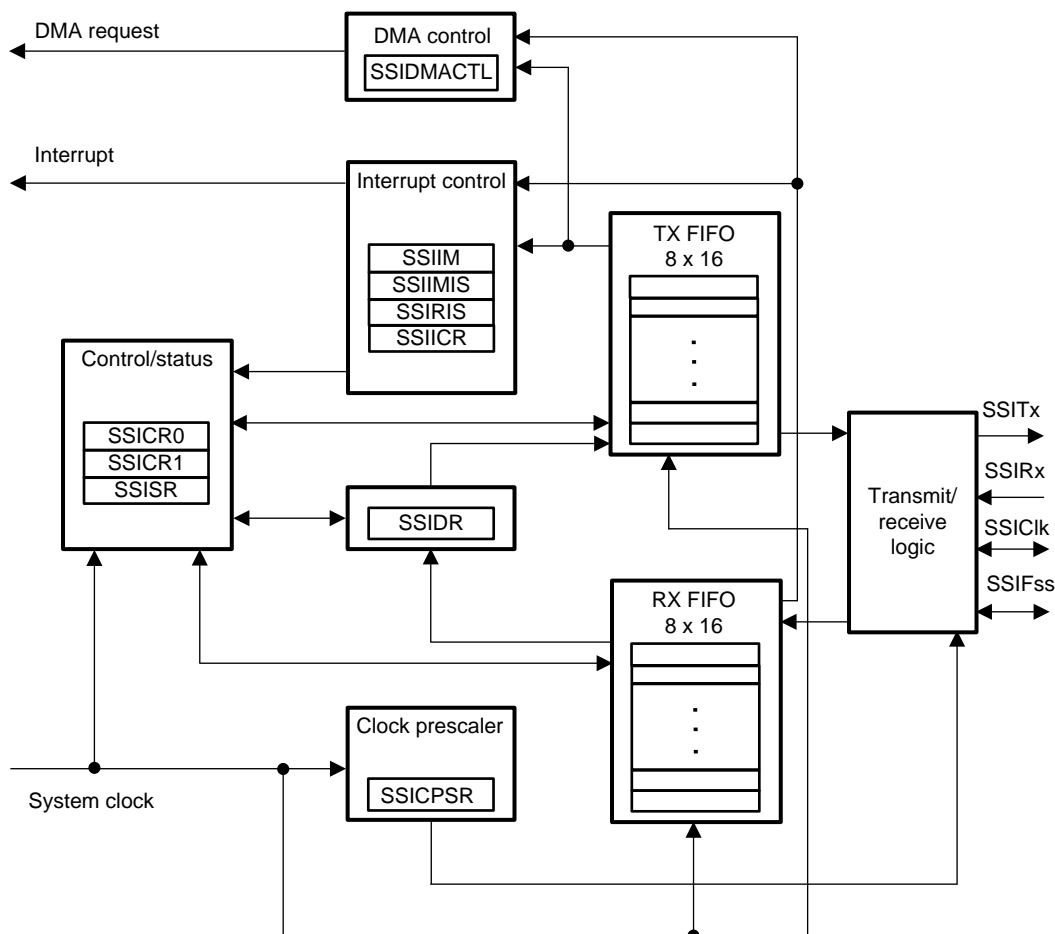 DMA request
DMA control
SSIDMACTL
Interrupt
Interrupt control
SSIIM
SSIIMIS
SSIRIS
SSIICR
TX FIFO
8 x 16
Control/status
SSICR0
SSICR1
SSISR
SSIDR
Transmit/
receive
logic
SSITx
SSIRx
SSIClk
SSIFss
RX FIFO
8 x 16
Clock prescaler
SSICPSR
System clock